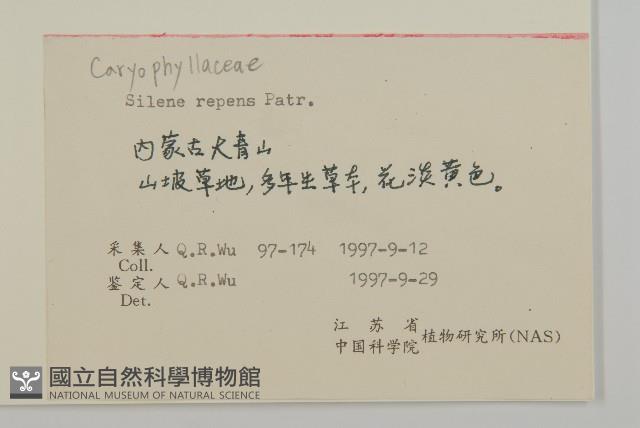 Caryophyllaceae
Silene repens Patr.
内蒙古大青山
山坡草地,多年生草本,花淡黄色。
采集人 Q.R.Wu 97-174 1997-9-12
Coll.
鉴定人 Q.R.Wu 1997-9-29
Det.
江苏省
中国科学院 植物研究所(NAS)
國立自然科學博物館
NATIONAL MUSEUM OF NATURAL SCIENCE